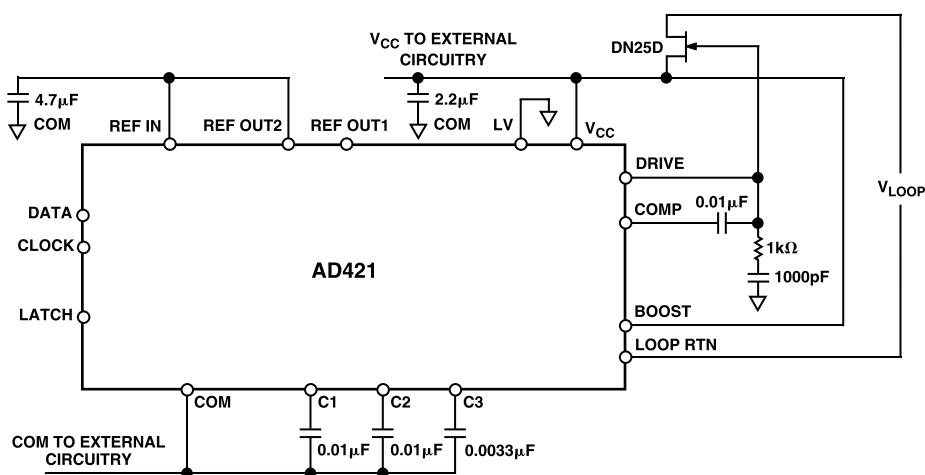 V_CC TO EXTERNAL
CIRCUITRY
DN25D
4.7µF
COM
2.2µF
COM
REF IN
REF OUT2
REF OUT1
LV
V_CC
DRIVE
V_LOOP
DATA
COMP
0.01µF
CLOCK
1kΩ
AD421
1000pF
LATCH
BOOST
LOOP RTN
COM
C1
C2
C3
COM TO EXTERNAL
CIRCUITRY
0.01µF
0.01µF
0.0033µF